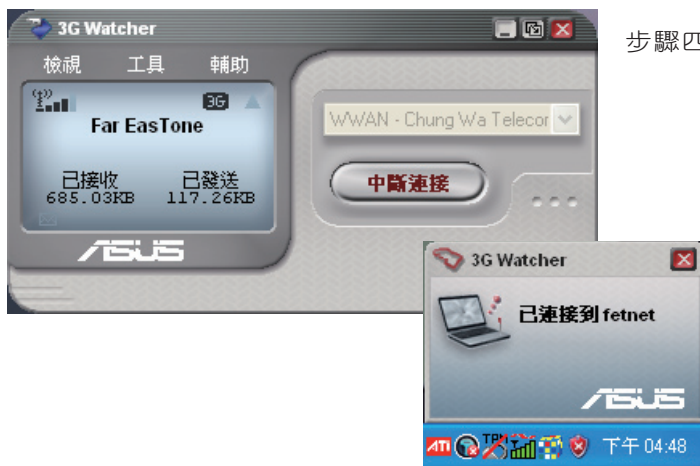 3G Watcher
步驟四
檢視 工具 輔助
3G
Far EasTone
WWAN - Chung Wa Telecor
已接收 已發送
685.03KB 117.26KB
中斷連接
ASUS
3G Watcher
已連接到 fetnet
ASUS
ATI TPM 下午 04:48